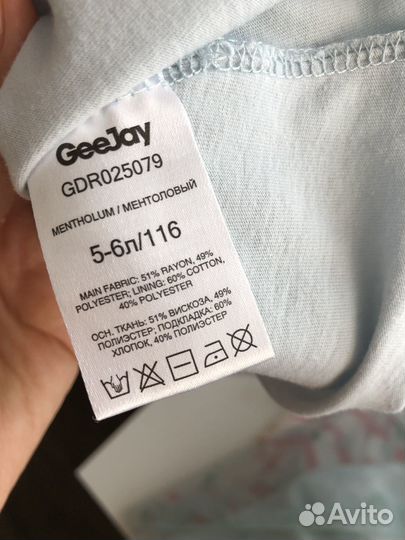 GeeJay
GDR025079
MENTHOLUM / МЕНТОЛОВЫЙ
5-6л/116
MAIN FABRIC: 51% RAYON, 49%
POLYESTER; LINING: 60% COTTON,
40% POLYESTER
ОСН. ТКАНЬ: 51% ВИСКОЗА, 49%
ПОЛИЭСТЕР; ПОДКЛАДКА: 60%
ХЛОПОК, 40% ПОЛИЭСТЕР
Avito